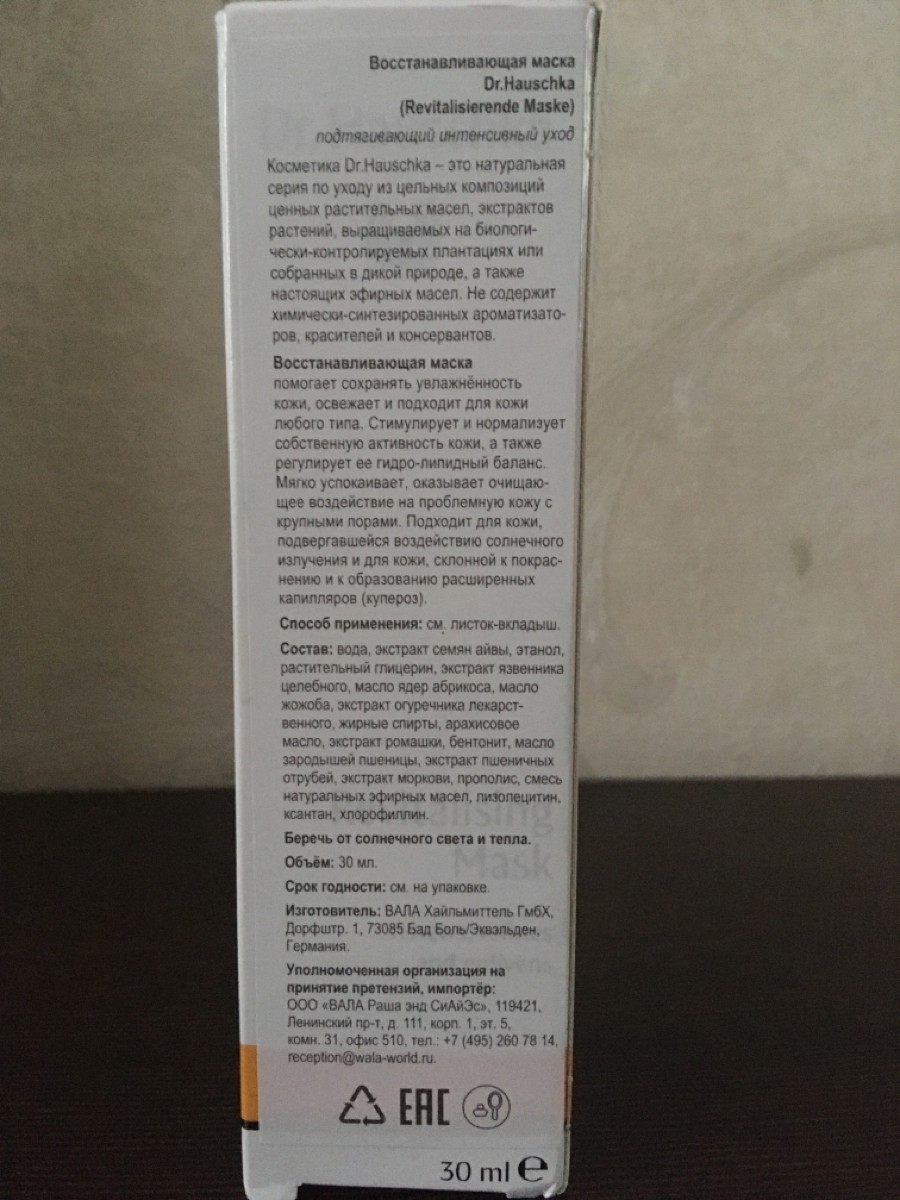 Восстанавливающая маска
Dr.Hauschka
(Revitalisierende Maske)
подтягивающий интенсивный уход
Косметика Dr.Hauschka – это натуральная
серия по уходу из цельных композиций
ценных растительных масел, экстрактов
растений, выращиваемых на биологи-
чески-контролируемых плантациях или
собранных в дикой природе, а также
настоящих эфирных масел. Не содержит
химически-синтезированных ароматизато-
ров, красителей и консервантов.
Восстанавливающая маска
помогает сохранять увлажнённость
кожи, освежает и подходит для кожи
любого типа. Стимулирует и нормализует
собственную активность кожи, а также
регулирует ее гидро-липидный баланс.
Мягко успокаивает, оказывает очищаю-
щее воздействие на проблемную кожу с
крупными порами. Подходит для кожи,
подвергавшейся воздействию солнечного
излучения и для кожи, склонной к покрас-
нению и к образованию расширенных
капилляров (купероз).
Способ применения: см. листок-вкладыш.
Состав: вода, экстракт семян айвы, этанол,
растительный глицерин, экстракт язвенника
целебного, масло ядер абрикоса, масло
жожоба, экстракт огуречника лекарст-
венного, жирные спирты, арахисовое
масло, экстракт ромашки, бентонит, масло
зародышей пшеницы, экстракт пшеничных
отрубей, экстракт моркови, прополис, смесь
натуральных эфирных масел, лизолецитин,
ксантан, хлорофиллин.
Беречь от солнечного света и тепла.
Mask
Объём: 30 мл.
Срок годности: см. на упаковке.
Изготовитель: ВАЛА Хайльмиттель ГмбХ,
Дорфштр. 1, 73085 Бад Боль/Эквэльден,
Германия.
Уполномоченная организация на
принятие претензий, импортёр:
ООО «ВАЛА Раша энд СиАйЭс», 119421,
Ленинский пр-т, д. 111, корп. 1, эт. 5,
комн. 31, офис 510, тел.: +7 (495) 260 78 14,
reception@wala-world.ru.
EAC
30 ml e